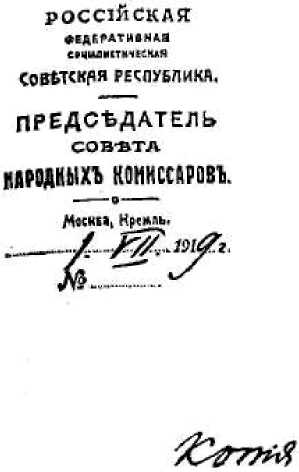 РОССІЙСКАЯ
ФЕДЕРАТИВНАЯ
СОЦІАЛИСТИЧЕСКАЯ
СОВѢТСКАЯ РЕСПУБЛИКА.
ПРЕДСѢДАТЕЛЬ
СОВѢТА
НАРОДНЫХЪ КОМИССАРОВЪ.
Москва, Кремль.
1. VII. 1919 г.
№
Копія